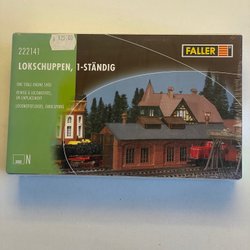 FALLER
222141
LOKSCHUPPEN, 1-STÄNDIG
ONE STALL ENGINE SHED
REMISE À LOCOMOTIVES,
UN EMPLACEMENT
N